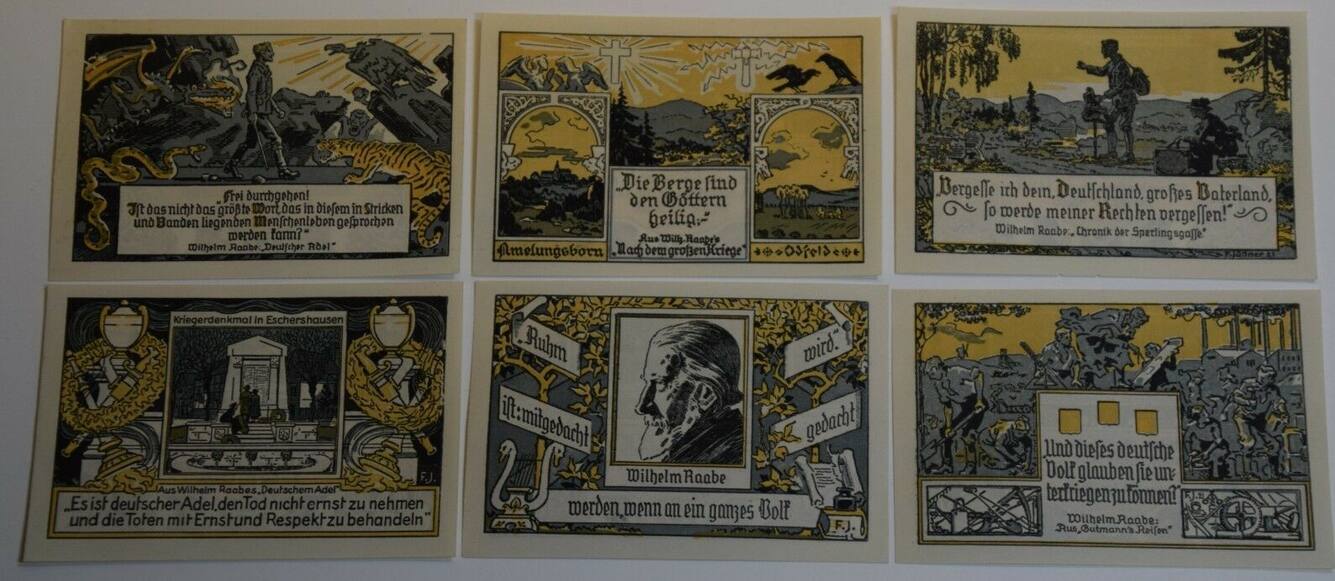 „Frei durchgehen!
Ist das nicht das größte Wort, das in diesem in Stricken
und Banden liegenden Menschenleben gesprochen
werden kann?"
Wilhelm Raabe: „Deutscher Adel"
„Die Berge sind
den Göttern
heilig,-"
Aus Wilh. Raabe's
„Nach dem großen Kriege"
Amelungsborn
Odfeld
Vergesse ich dein, Deutschland, großes Vaterland,
so werde meiner Rechten vergessen!"
Wilhelm Raabe: „Chronik der Sperlingsgasse"
Kriegerdenkmal in Eschershausen
F.J.
Aus Wilhelm Raabes „Deutschem Adel"
„Es ist deutscher Adel, den Tod nicht ernst zu nehmen
und die Toten mit Ernst und Respekt zu behandeln"
„Ruhm
wird."
ist: mitgedacht
gedacht
Wilhelm Raabe
werden, wenn an ein ganzes Volk
F.J.
„Und dieses deutsche
Volk glauben sie un-
terkriegen zu können?"
Wilhelm Raabe:
Aus „Gutmann's Reisen"